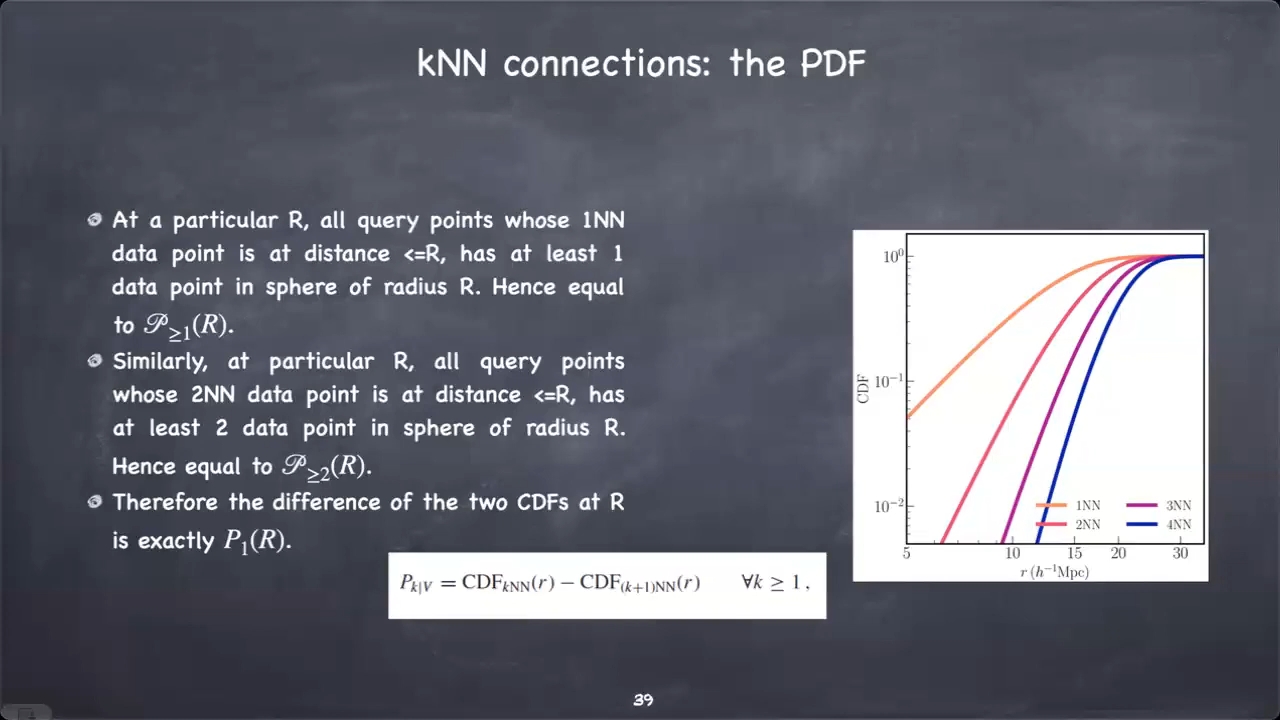 kNN connections: the PDF
At a particular R, all query points whose 1NN
data point is at distance <=R, has at least 1
data point in sphere of radius R. Hence equal
to 𝒫≥1(R).
Similarly, at particular R, all query points
whose 2NN data point is at distance <=R, has
at least 2 data point in sphere of radius R.
Hence equal to 𝒫≥2(R).
Therefore the difference of the two CDFs at R
is exactly P₁(R).
P_{k|V} = CDF_{kNN}(r) − CDF_{(k+1)NN}(r) ∀k ≥ 1,
10⁰
10⁻¹
10⁻²
CDF
1NN
2NN
3NN
4NN
5 10 15 20 30
r (h⁻¹Mpc)
39